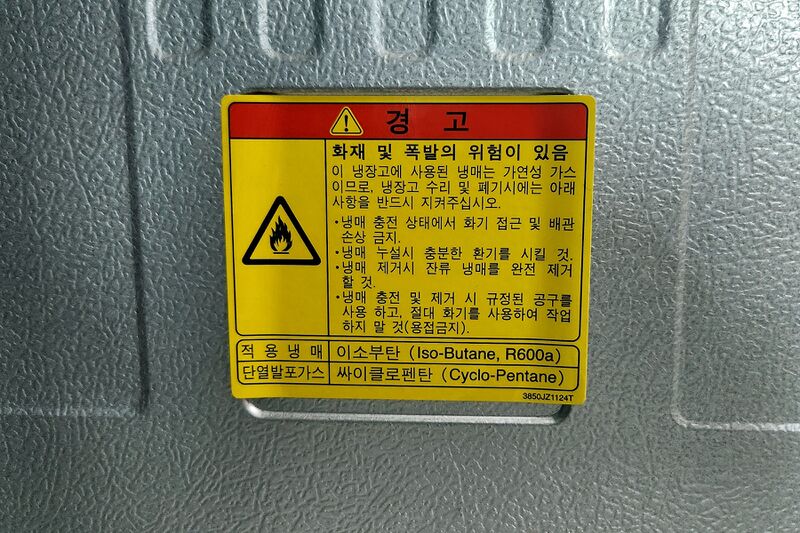 경 고
화재 및 폭발의 위험이 있음
이 냉장고에 사용된 냉매는 가연성 가스
이므로, 냉장고 수리 및 폐기시에는 아래
사항을 반드시 지켜주십시오.
·냉매 충전 상태에서 화기 접근 및 배관
손상 금지.
·냉매 누설시 충분한 환기를 시킬 것.
·냉매 제거시 잔류 냉매를 완전 제거
할 것.
·냉매 충전 및 제거 시 규정된 공구를
사용 하고, 절대 화기를 사용하여 작업
하지 말 것(용접금지).
적 용 냉 매 이소부탄 (Iso-Butane, R600a)
단열발포가스 싸이클로펜탄 (Cyclo-Pentane)
3850JZ1124T